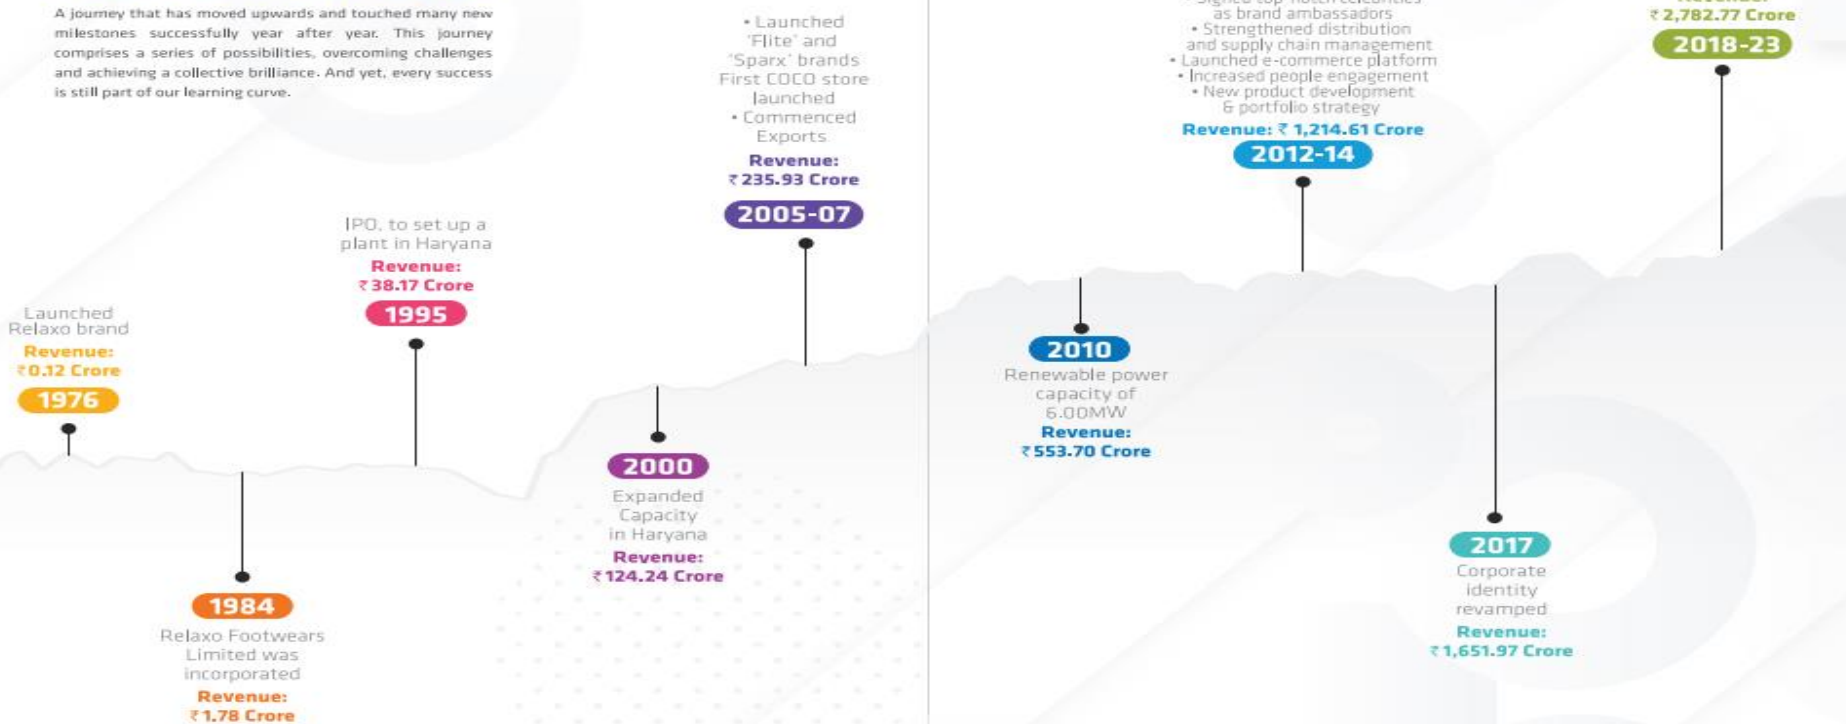 A journey that has moved upwards and touched many new
milestones successfully year after year. This journey
comprises a series of possibilities, overcoming challenges
and achieving a collective brilliance. And yet, every success
is still part of our learning curve.
Launched
Relaxo brand
Revenue:
₹0.12 Crore
1976
1984
Relaxo Footwears
Limited was
incorporated
Revenue:
₹1.78 Crore
IPO, to set up a
plant in Haryana
Revenue:
₹38.17 Crore
1995
2000
Expanded
Capacity
in Haryana
Revenue:
₹124.24 Crore
• Launched
'Flite' and
'Sparx' brands
First COCO store
launched
• Commenced
Exports
Revenue:
₹235.93 Crore
2005-07
2010
Renewable power
capacity of
6.00MW
Revenue:
₹553.70 Crore
• Signed top-notch celebrities
as brand ambassadors
• Strengthened distribution
and supply chain management
• Launched e-commerce platform
• Increased people engagement
• New product development
& portfolio strategy
Revenue: ₹1,214.61 Crore
2012-14
2017
Corporate
identity
revamped
Revenue:
₹1,651.97 Crore
Revenue:
₹2,782.77 Crore
2018-23